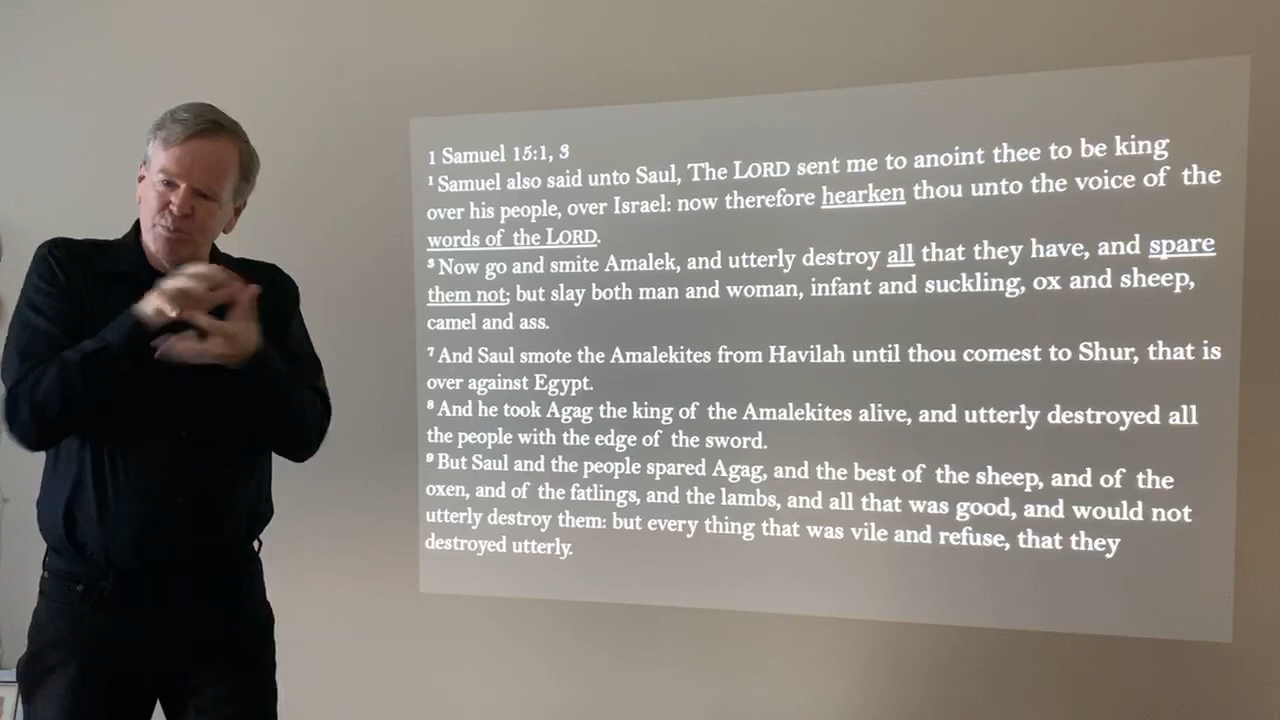 1 Samuel 15:1, 3
1 Samuel also said unto Saul, The LORD sent me to anoint thee to be king
over his people, over Israel: now therefore hearken thou unto the voice of the
words of the LORD.
3 Now go and smite Amalek, and utterly destroy all that they have, and spare
them not; but slay both man and woman, infant and suckling, ox and sheep,
camel and ass.
7 And Saul smote the Amalekites from Havilah until thou comest to Shur, that is
over against Egypt.
8 And he took Agag the king of the Amalekites alive, and utterly destroyed all
the people with the edge of the sword.
9 But Saul and the people spared Agag, and the best of the sheep, and of the
oxen, and of the fatlings, and the lambs, and all that was good, and would not
utterly destroy them: but every thing that was vile and refuse, that they
destroyed utterly.